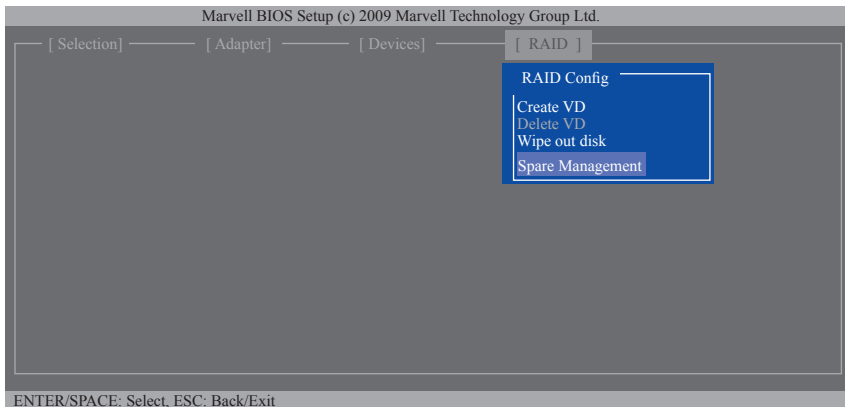 Marvell BIOS Setup (c) 2009 Marvell Technology Group Ltd.
[ Selection] [ Adapter] [ Devices] [ RAID ]
RAID Config
Create VD
Delete VD
Wipe out disk
Spare Management
ENTER/SPACE: Select, ESC: Back/Exit